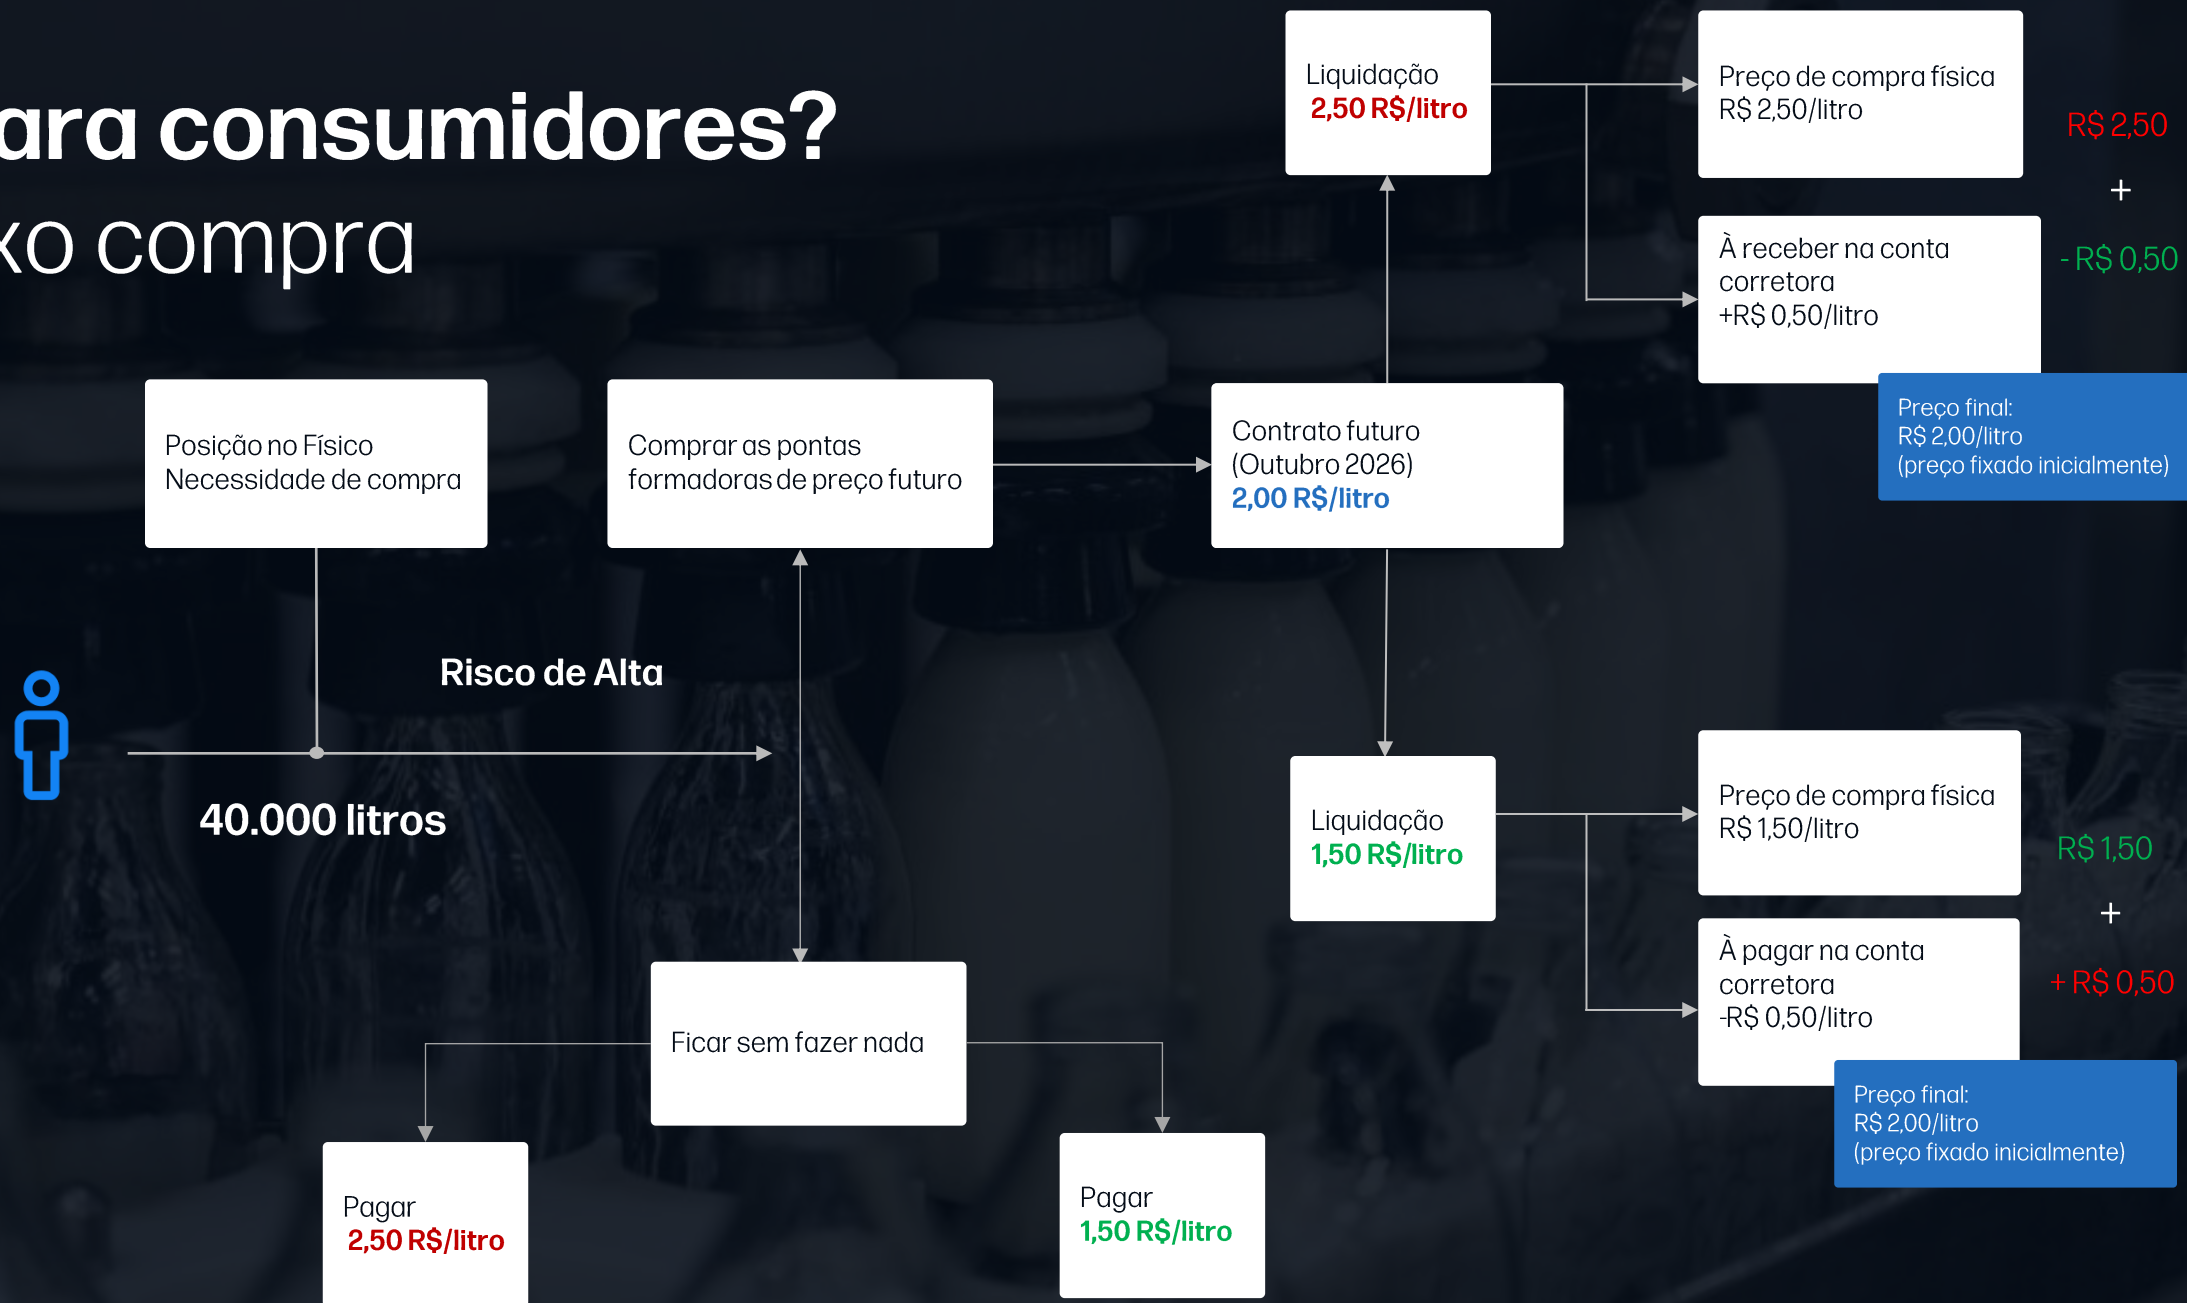 ara consumidores?
xo compra
Liquidação
2,50 R$/litro
Preço de compra física
R$ 2,50/litro
R$ 2,50
+
- R$ 0,50
À receber na conta
corretora
+R$ 0,50/litro
Preço final:
R$ 2,00/litro
(preço fixado inicialmente)
Posição no Físico
Necessidade de compra
Comprar as pontas
formadoras de preço futuro
Contrato futuro
(Outubro 2026)
2,00 R$/litro
Risco de Alta
40.000 litros
Liquidação
1,50 R$/litro
Preço de compra física
R$ 1,50/litro
R$ 1,50
+
+ R$ 0,50
À pagar na conta
corretora
-R$ 0,50/litro
Preço final:
R$ 2,00/litro
(preço fixado inicialmente)
Ficar sem fazer nada
Pagar
2,50 R$/litro
Pagar
1,50 R$/litro